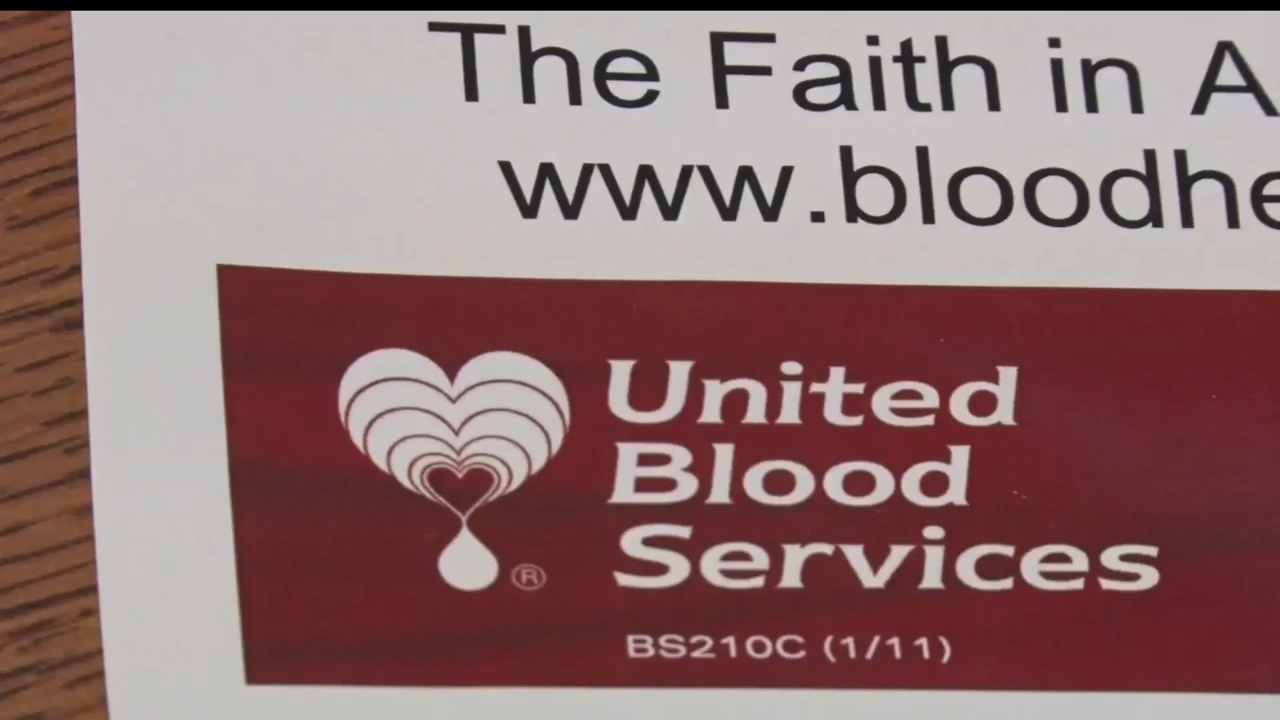 The Faith in A
www.bloodhe
United
Blood
Services
®
BS210C (1/11)